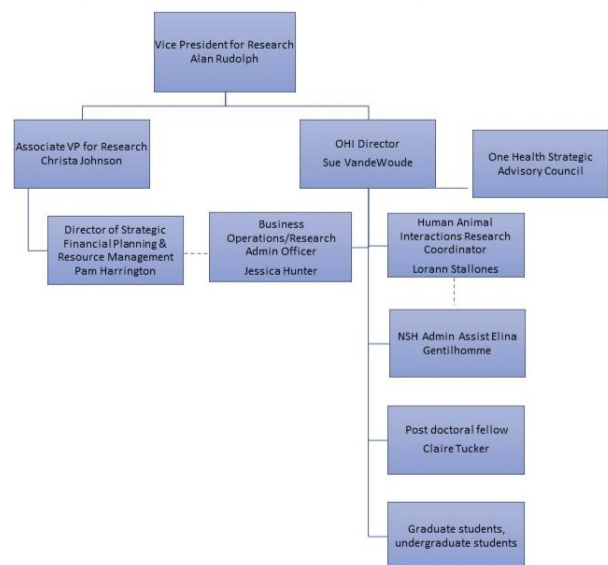 Vice President for Research
Alan Rudolph
Associate VP for Research
Christa Johnson
OHI Director
Sue VandeWoude
One Health Strategic
Advisory Council
Director of Strategic
Financial Planning &
Resource Management
Pam Harrington
Business
Operations/Research
Admin Officer
Jessica Hunter
Human Animal
Interactions Research
Coordinator
Lorann Stallones
NSH Admin Assist Elina
Gentilhomme
Post doctoral fellow
Claire Tucker
Graduate students,
undergraduate students